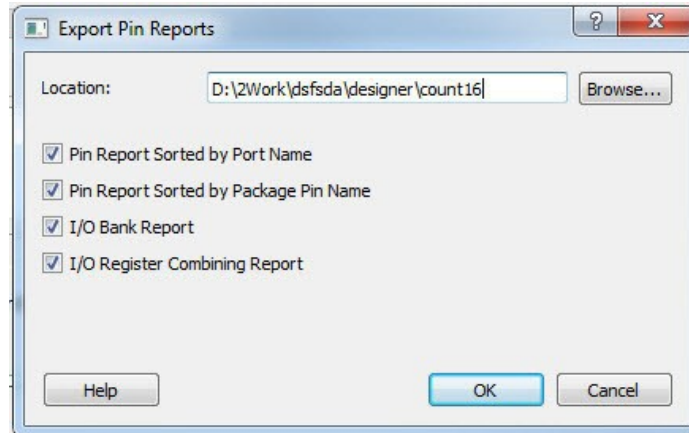 Export Pin Reports
Location: D:\2Work\dsfsda\designer\count16 Browse...
Pin Report Sorted by Port Name
Pin Report Sorted by Package Pin Name
I/O Bank Report
I/O Register Combining Report
Help OK Cancel